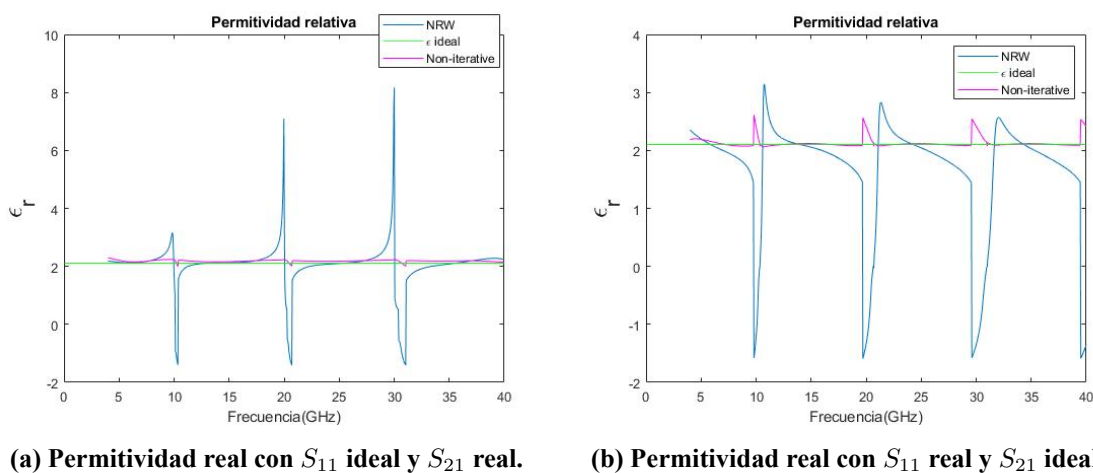 Permitividad relativa
NRW
ϵ ideal
Non-iterative
10
8
6
4
2
0
-2
ϵr
0 5 10 15 20 25 30 35 40
Frecuencia(GHz)
(a) Permitividad real con S11 ideal y S21 real.
Permitividad relativa
NRW
ϵ ideal
Non-iterative
4
3
2
1
0
-1
-2
ϵr
0 5 10 15 20 25 30 35 40
Frecuencia(GHz)
(b) Permitividad real con S11 real y S21 ideal